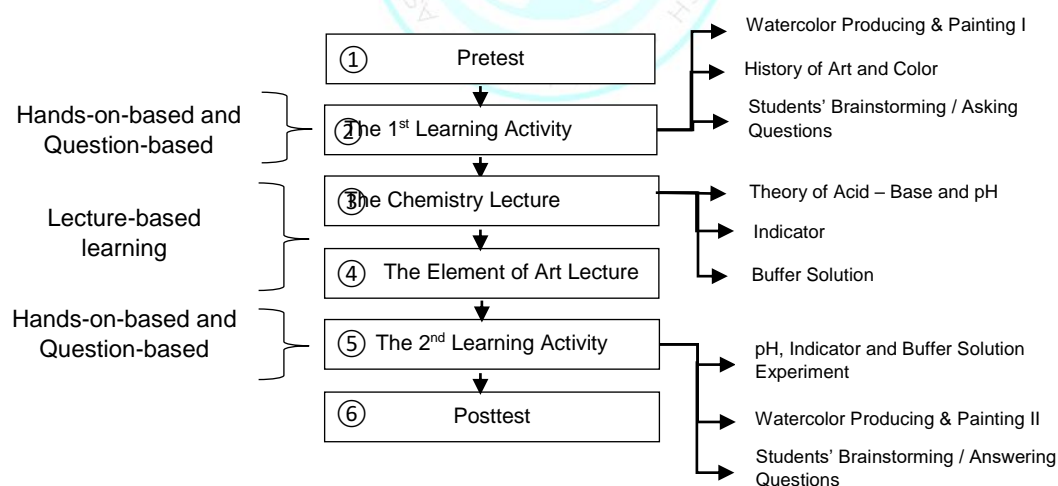 ① Pretest
Hands-on-based and
Question-based
② The 1st Learning Activity
Watercolor Producing & Painting I
History of Art and Color
Students' Brainstorming / Asking
Questions
Lecture-based
learning
③ The Chemistry Lecture
Theory of Acid – Base and pH
Indicator
Buffer Solution
④ The Element of Art Lecture
Hands-on-based and
Question-based
⑤ The 2nd Learning Activity
pH, Indicator and Buffer Solution
Experiment
Watercolor Producing & Painting II
Students' Brainstorming / Answering
Questions
⑥ Posttest